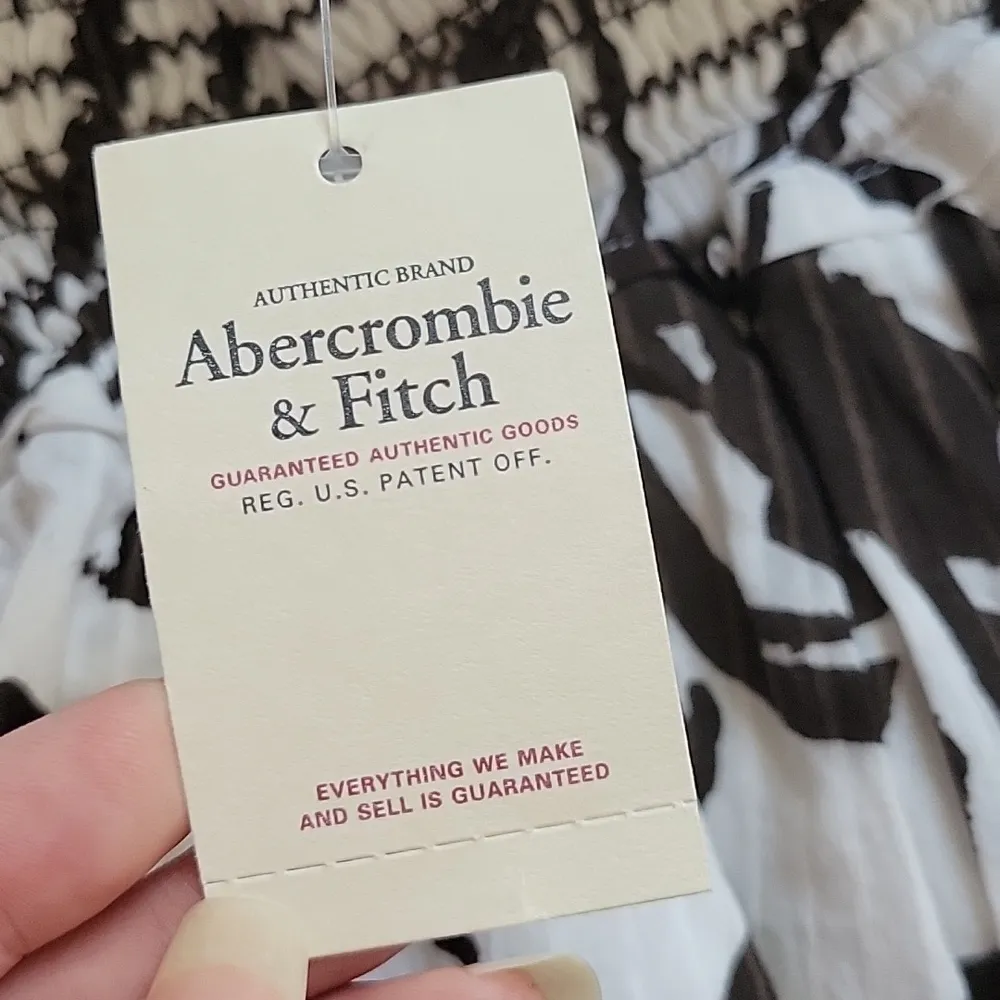 AUTHENTIC BRAND
Abercrombie
& Fitch
GUARANTEED AUTHENTIC GOODS
REG. U.S. PATENT OFF.
EVERYTHING WE MAKE
AND SELL IS GUARANTEED